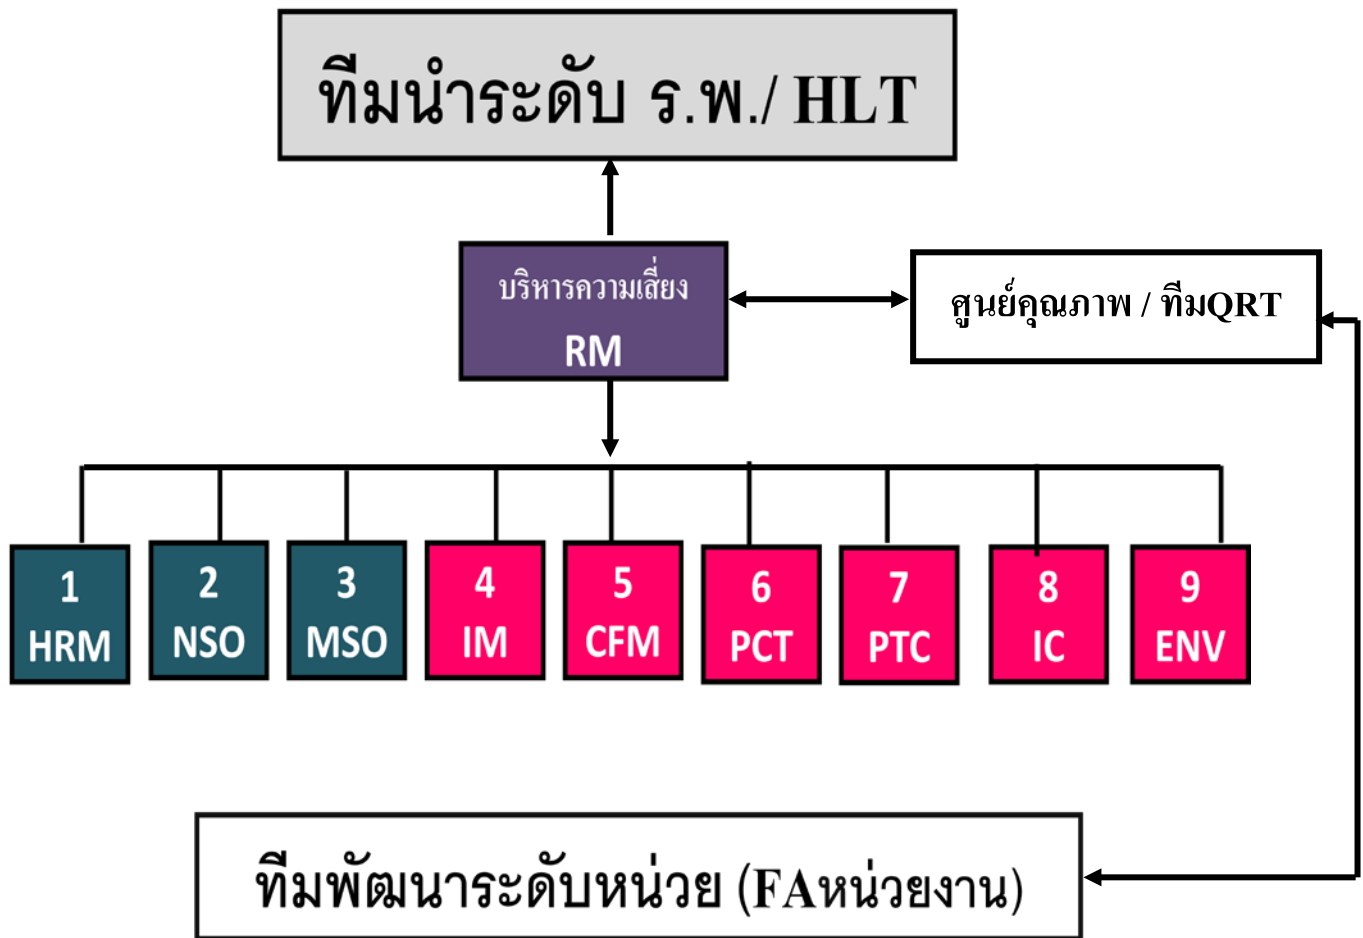 ทีมนำระดับ ร.พ./ HLT
บริหารความเสี่ยง
RM
ศูนย์คุณภาพ / ทีมQRT
1
HRM
2
NSO
3
MSO
4
IM
5
CFM
6
PCT
7
PTC
8
IC
9
ENV
ทีมพัฒนาระดับหน่วย (FAหน่วยงาน)